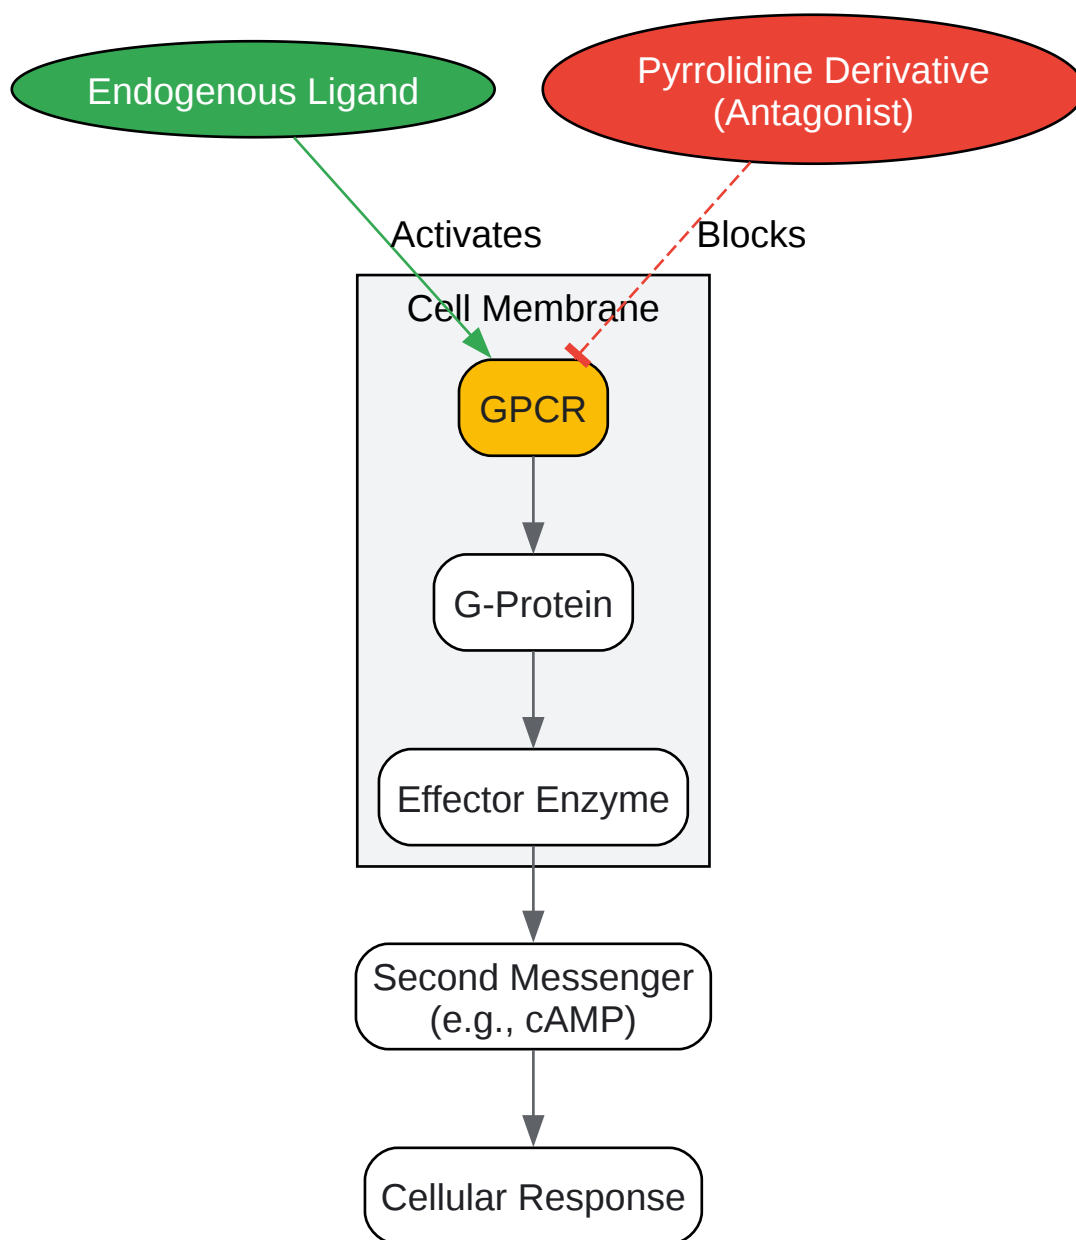 Endogenous Ligand
Pyrrolidine Derivative
(Antagonist)
Activates
Blocks
Cell Membrane
GPCR
G-Protein
Effector Enzyme
Second Messenger
(e.g., cAMP)
Cellular Response